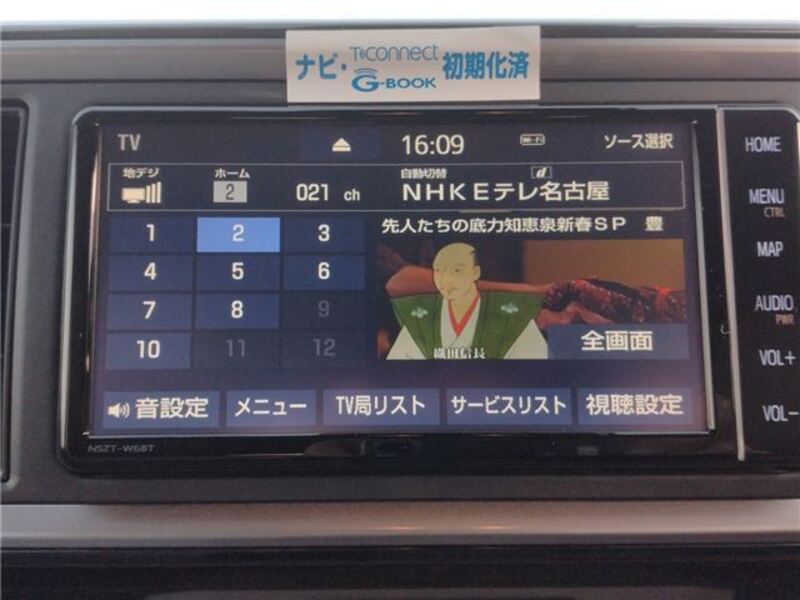 ナビ・T-Connect G-BOOK 初期化済
TV 16:09 Wi-Fi ソース選択
地デジ ホーム 自動切替 d
2 021 ch NHKEテレ名古屋
先人たちの底力知恵泉新春SP 豊
1 2 3
4 5 6
7 8 9
10 11 12
織田信長
全画面
音設定 メニュー TV局リスト サービスリスト 視聴設定
NSZT-W68T
HOME
MENU
CTRL
MAP
AUDIO
PWR
VOL+
VOL-